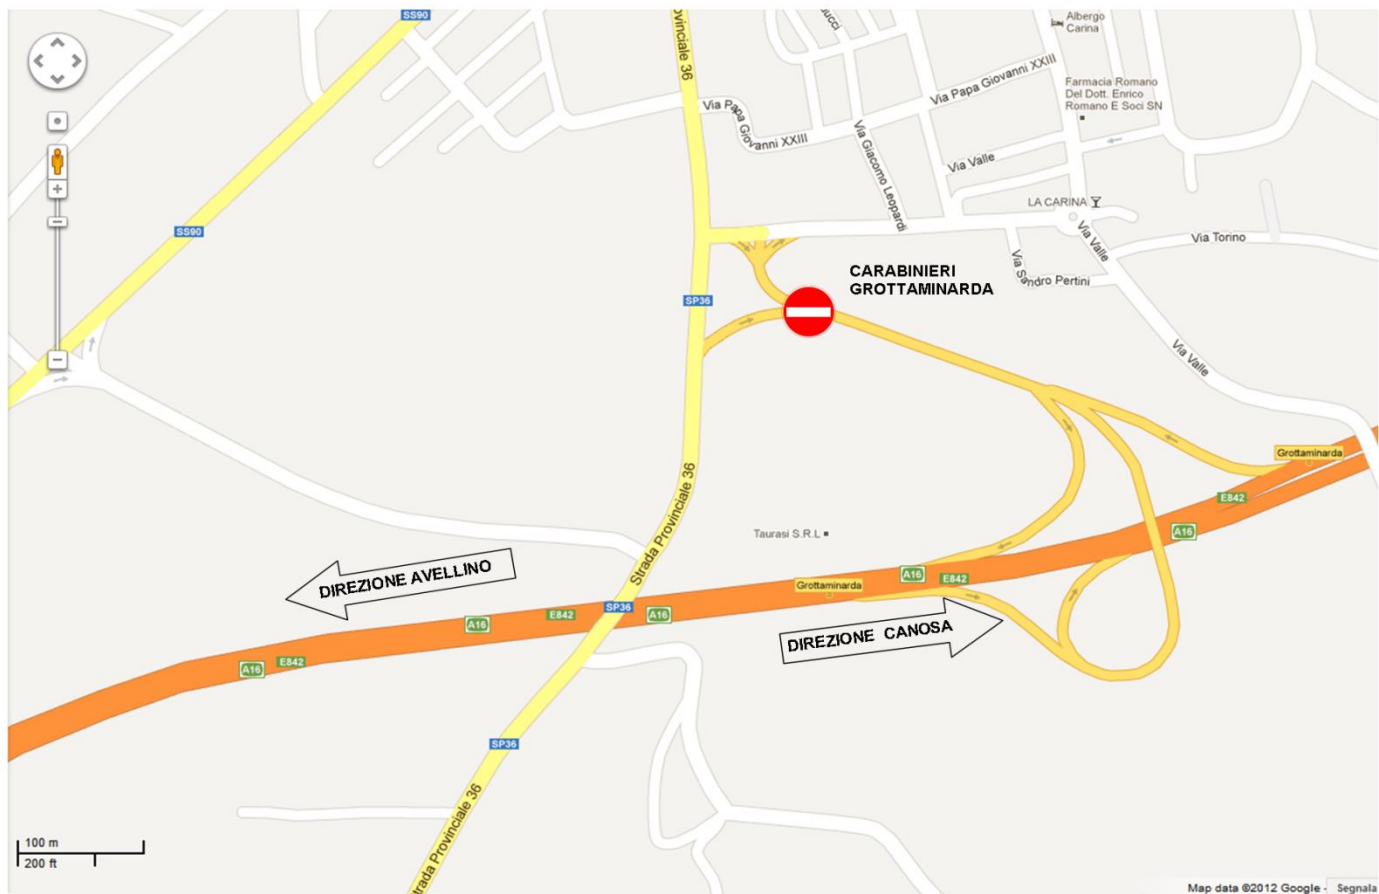 SS90
Provinciale 36
ucci
Albergo
Carina
Via Papa Giovanni XXIII
Farmacia Romano
Del Dott. Enrico
Romano E Soci SN
Via Papa Giovanni XXIII
Via Giacomo Leopardi
Via Valle
LA CARINA
SS90
Via Valle
Via Torino
CARABINIERI
GROTTAMINARDA
Via Sandro Pertini
SP36
Via Valle
Grottaminarda
E842
Strada Provinciale 36
Taurasi S.R.L
A16
DIREZIONE AVELLINO
A16
E842
Grottaminarda
SP36
A16
E842
A16
DIREZIONE CANOSA
E842
A16
SP36
Strada Provinciale 36
100 m
200 ft
Map data ©2012 Google -
Segnala